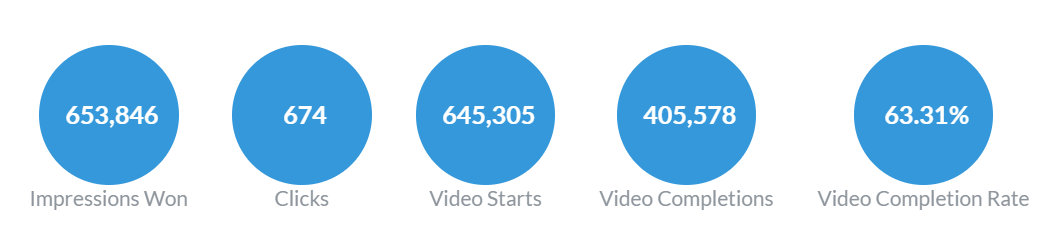 653,846
674
645,305
405,578
63.31%
Impressions Won
Clicks
Video Starts
Video Completions
Video Completion Rate